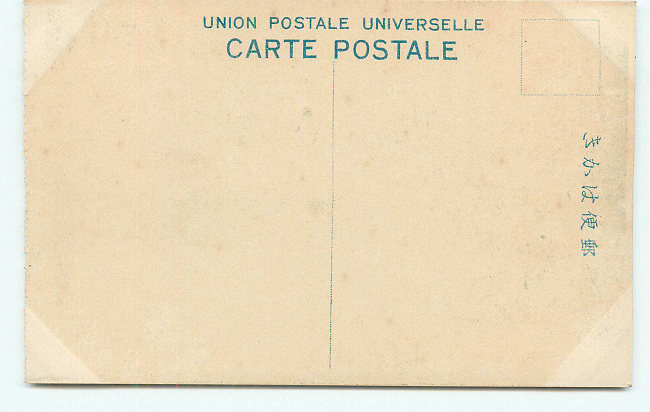 UNION POSTALE UNIVERSELLE
CARTE POSTALE
郵便はかき